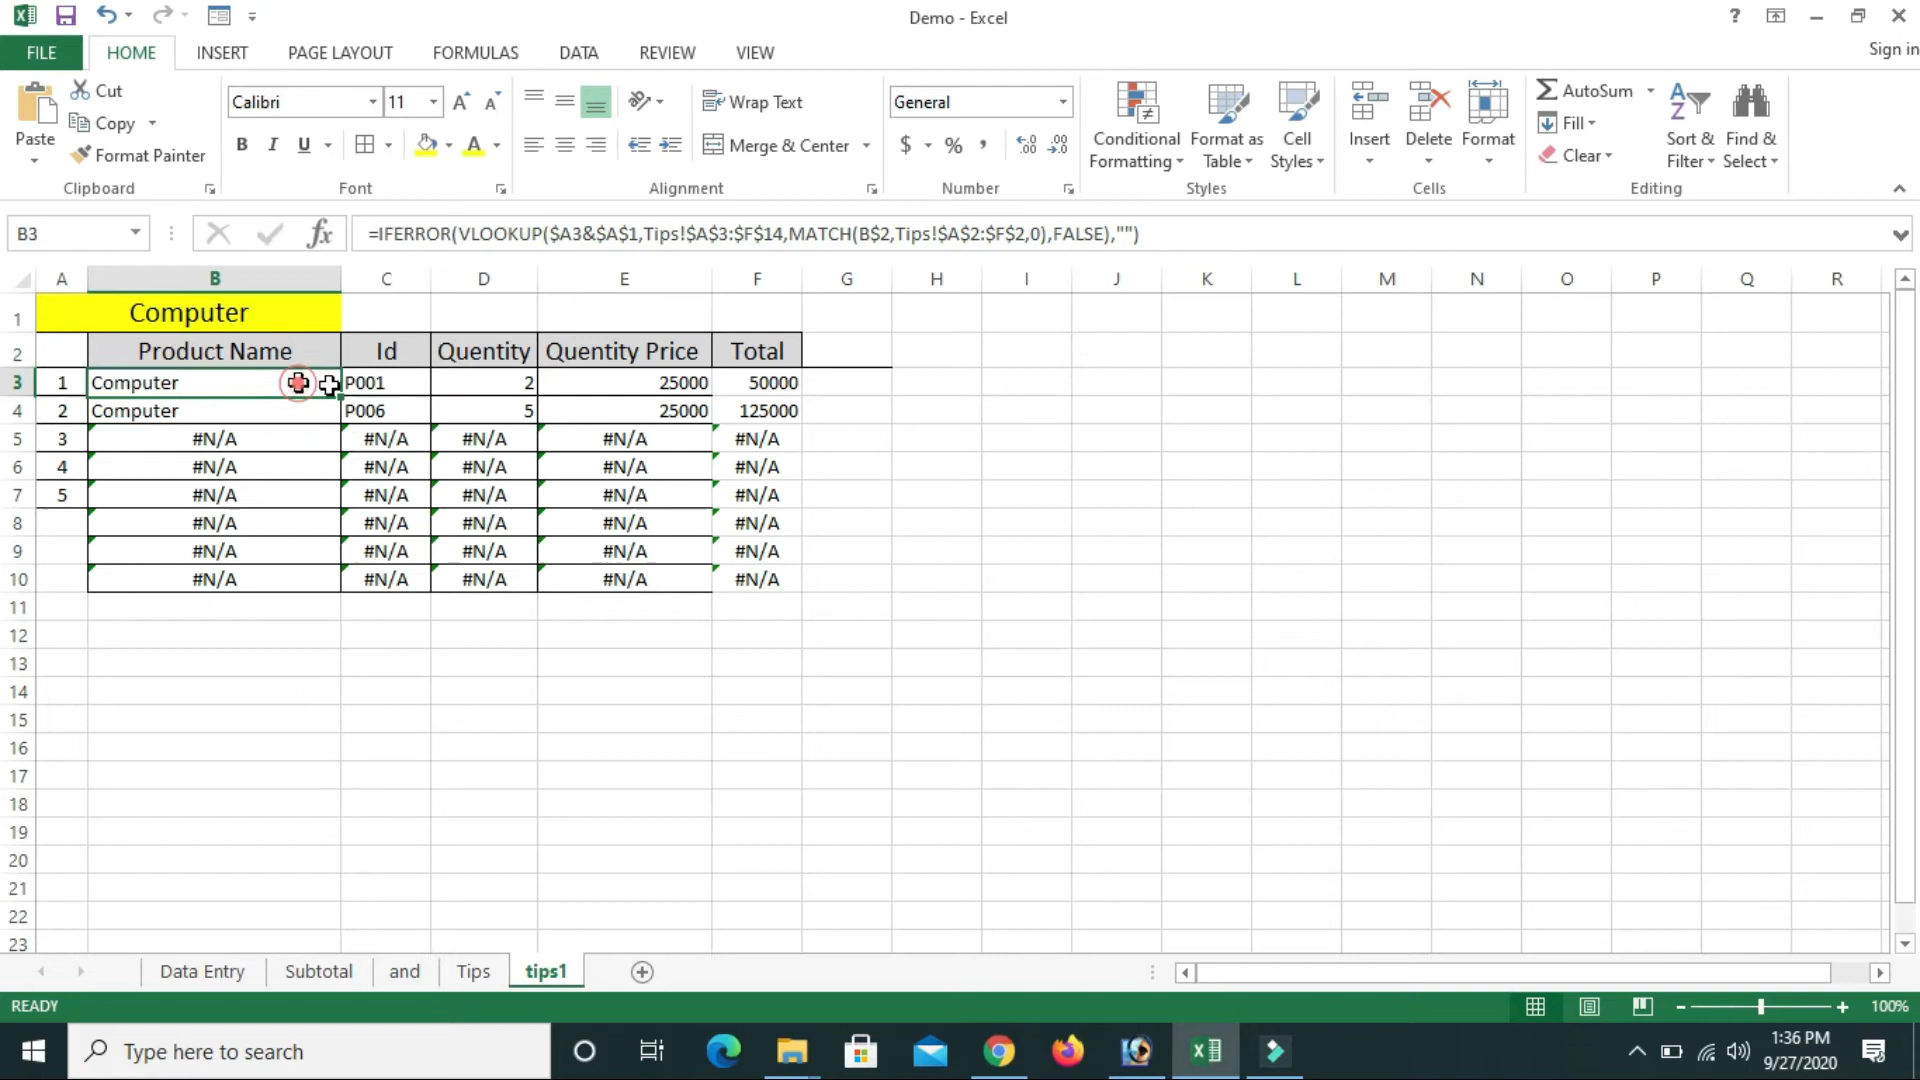 Demo - Excel
?
Sign in
FILE HOME INSERT PAGE LAYOUT FORMULAS DATA REVIEW VIEW
Paste
Cut
Copy
Format Painter
Clipboard
Calibri 11
B I U
Font
Wrap Text
Merge & Center
Alignment
General
$ % ,
Number
Conditional Formatting
Format as Table
Cell Styles
Styles
Insert Delete Format
Cells
AutoSum
Fill
Clear
Sort & Filter
Find & Select
Editing
B3 fx =IFERROR(VLOOKUP($A3&$A$1,Tips!$A$3:$F$14,MATCH(B$2,Tips!$A$2:$F$2,0),FALSE),"")
A B C D E F G H I J K L M N O P Q R
1 Computer
2 Product Name Id Quentity Quentity Price Total
3 1 Computer P001 2 25000 50000
4 2 Computer P006 5 25000 125000
5 3 #N/A #N/A #N/A #N/A #N/A
6 4 #N/A #N/A #N/A #N/A #N/A
7 5 #N/A #N/A #N/A #N/A #N/A
8 #N/A #N/A #N/A #N/A #N/A
9 #N/A #N/A #N/A #N/A #N/A
10 #N/A #N/A #N/A #N/A #N/A
11
12
13
14
15
16
17
18
19
20
21
22
23
Data Entry Subtotal and Tips tips1
READY
100%
Type here to search
1:36 PM
9/27/2020